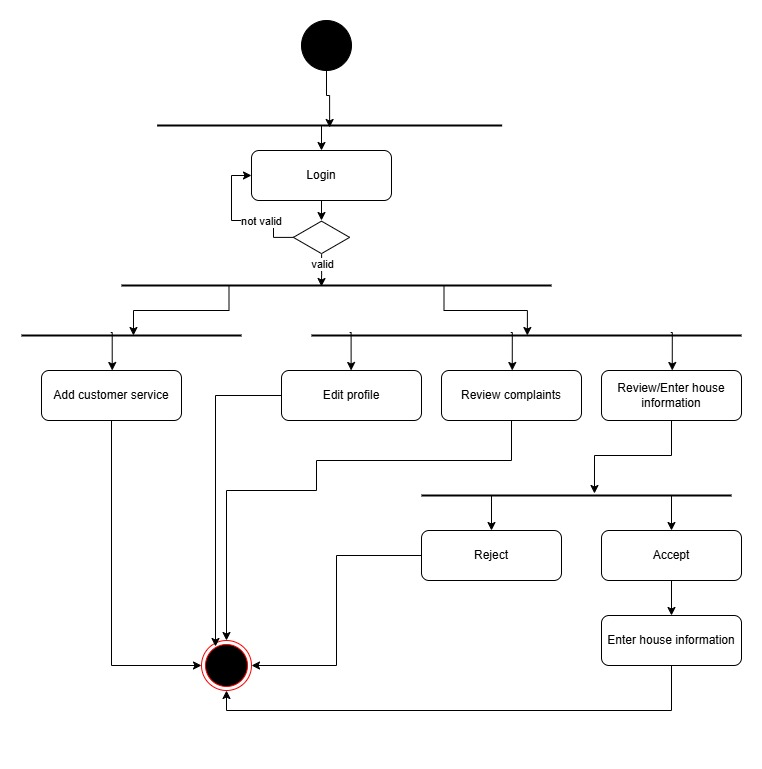 Login
not valid
valid
Add customer service
Edit profile
Review complaints
Review/Enter house
information
Reject
Accept
Enter house information